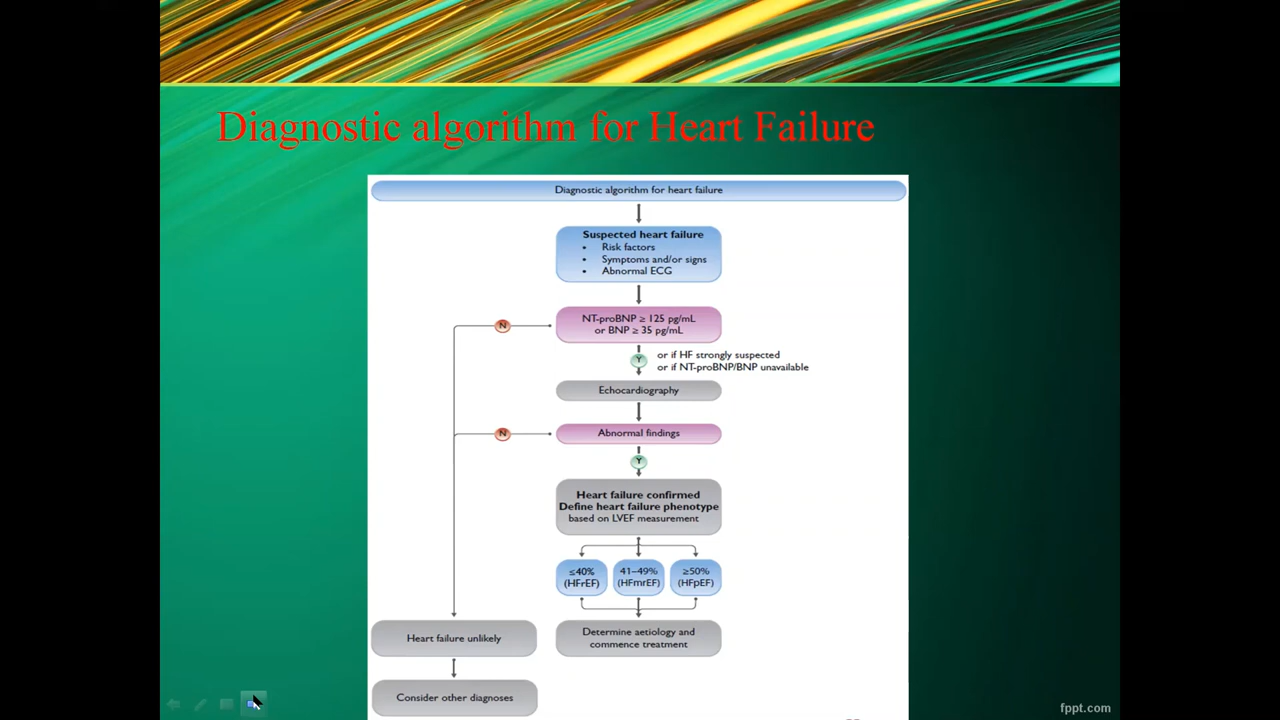 Diagnostic algorithm for Heart Failure
Diagnostic algorithm for heart failure
Suspected heart failure
• Risk factors
• Symptoms and/or signs
• Abnormal ECG
N
NT-proBNP ≥ 125 pg/mL
or BNP ≥ 35 pg/mL
Y
or if HF strongly suspected
or if NT-proBNP/BNP unavailable
Echocardiography
N
Abnormal findings
Y
Heart failure confirmed
Define heart failure phenotype
based on LVEF measurement
≤40%
(HFrEF)
41–49%
(HFmrEF)
≥50%
(HFpEF)
Heart failure unlikely
Determine aetiology and
commence treatment
Consider other diagnoses
fppt.com